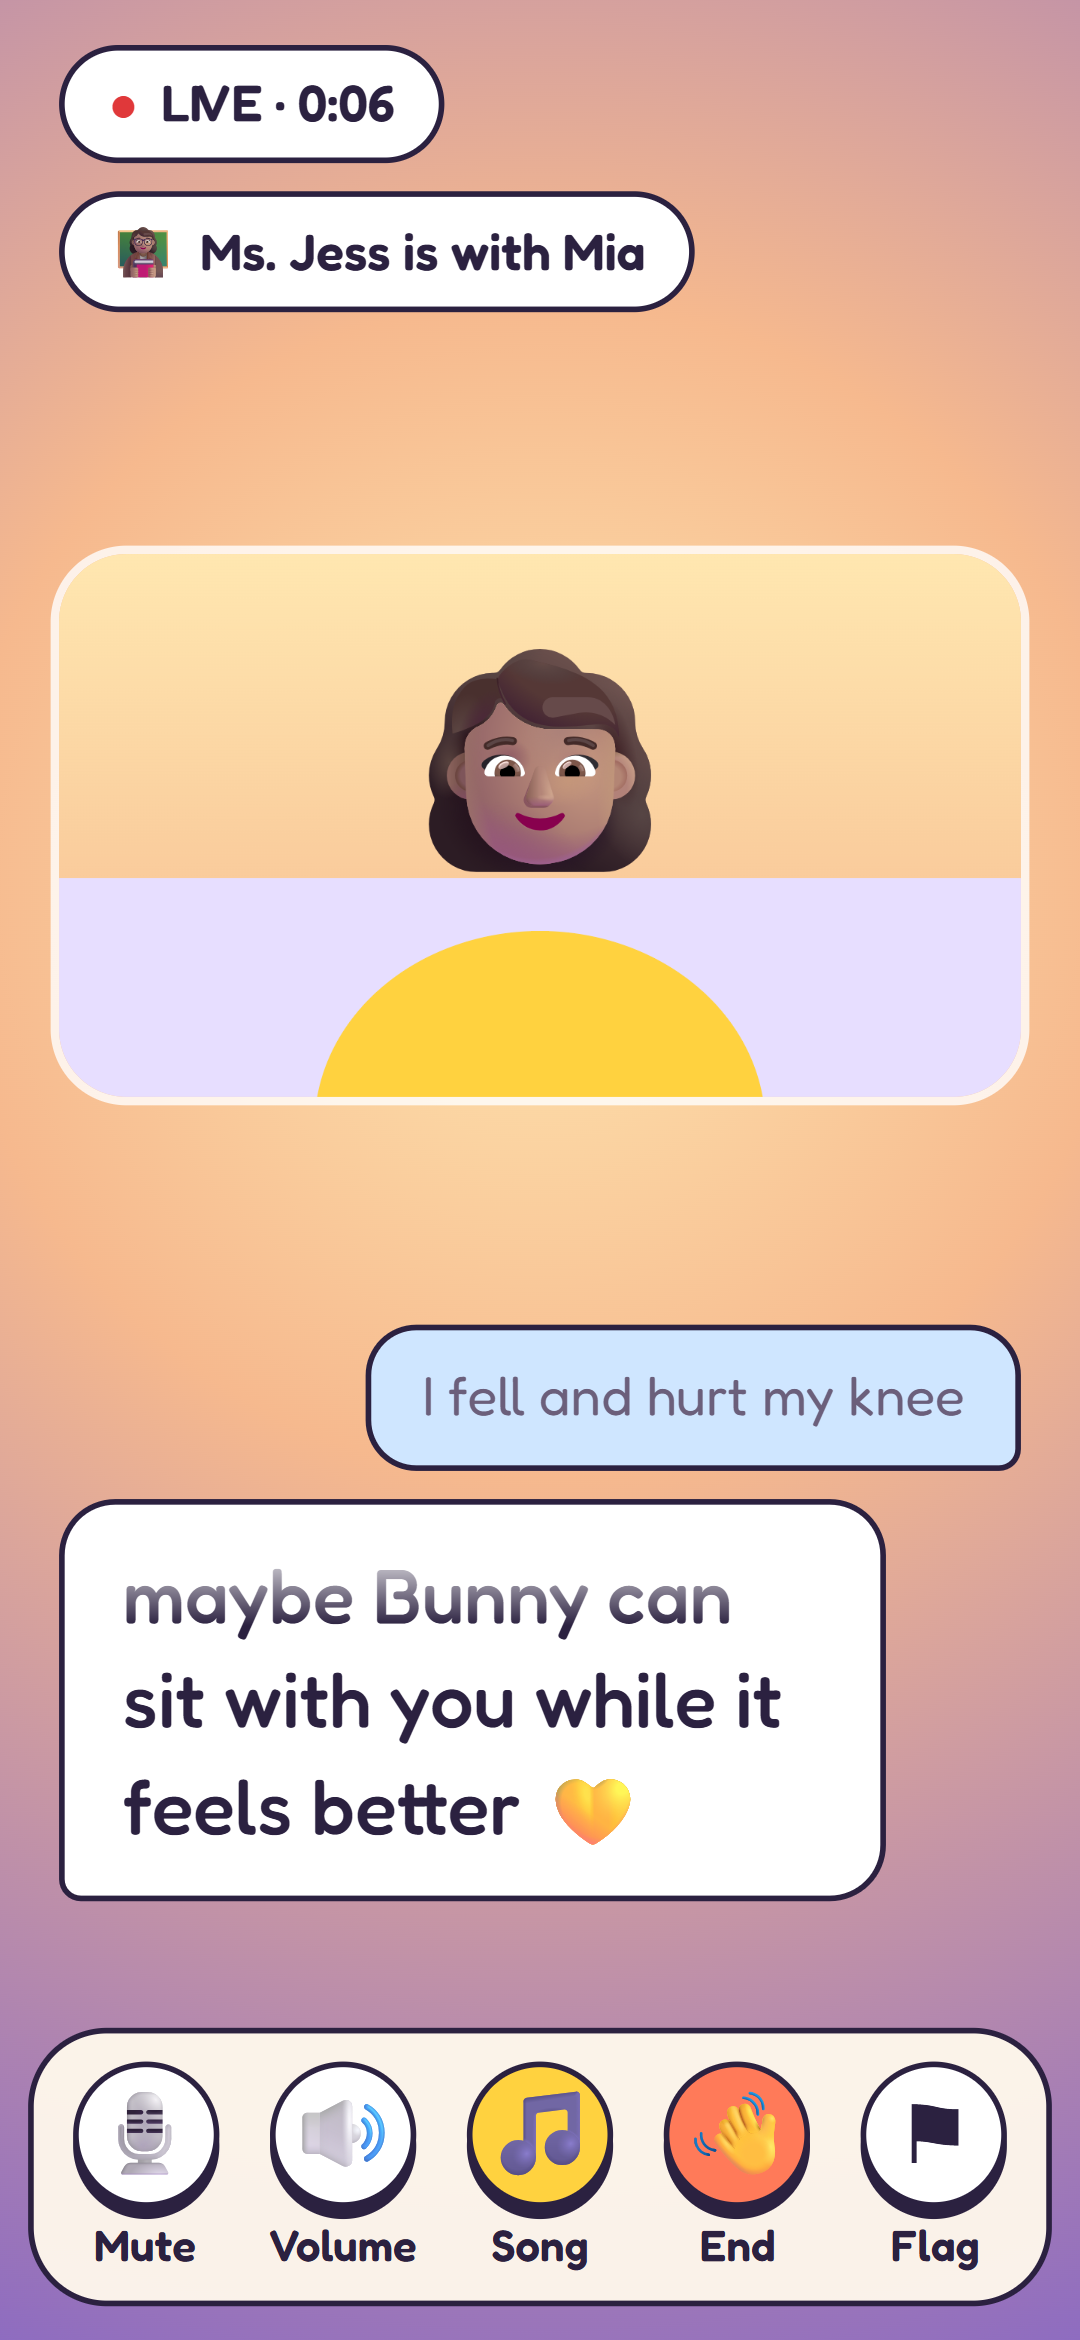 LIVE · 0:06
Ms. Jess is with Mia
I fell and hurt my knee
maybe Bunny can
sit with you while it
feels better 💛
Mute
Volume
Song
End
Flag